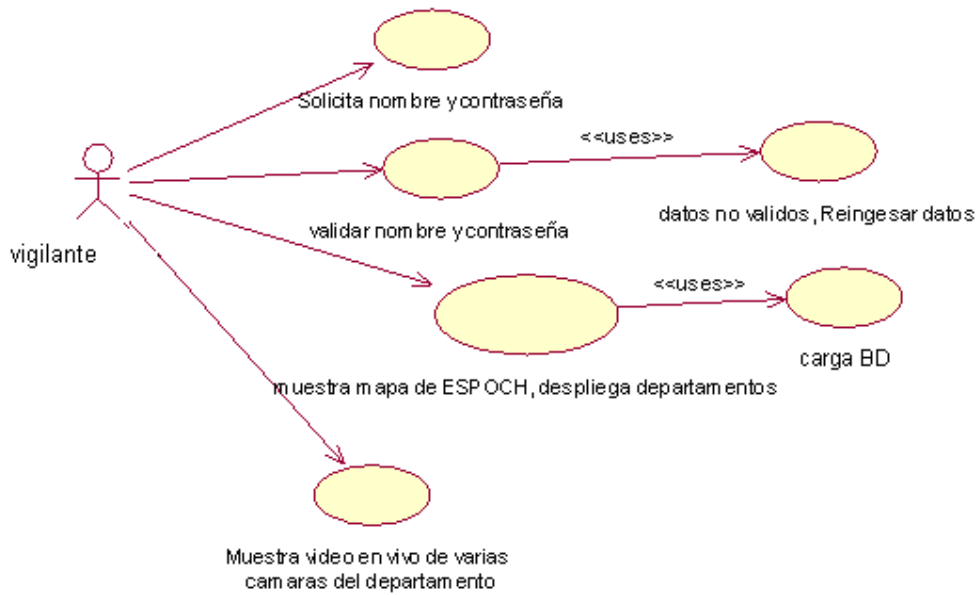 Solicita nombre y contraseña
<<uses>>
datos no validos, Reingesar datos
vigilante
validar nombre y contraseña
<<uses>>
carga BD
muestra mapa de ESPOCH, despliega departamentos
Muestra video en vivo de varias
camaras del departamento